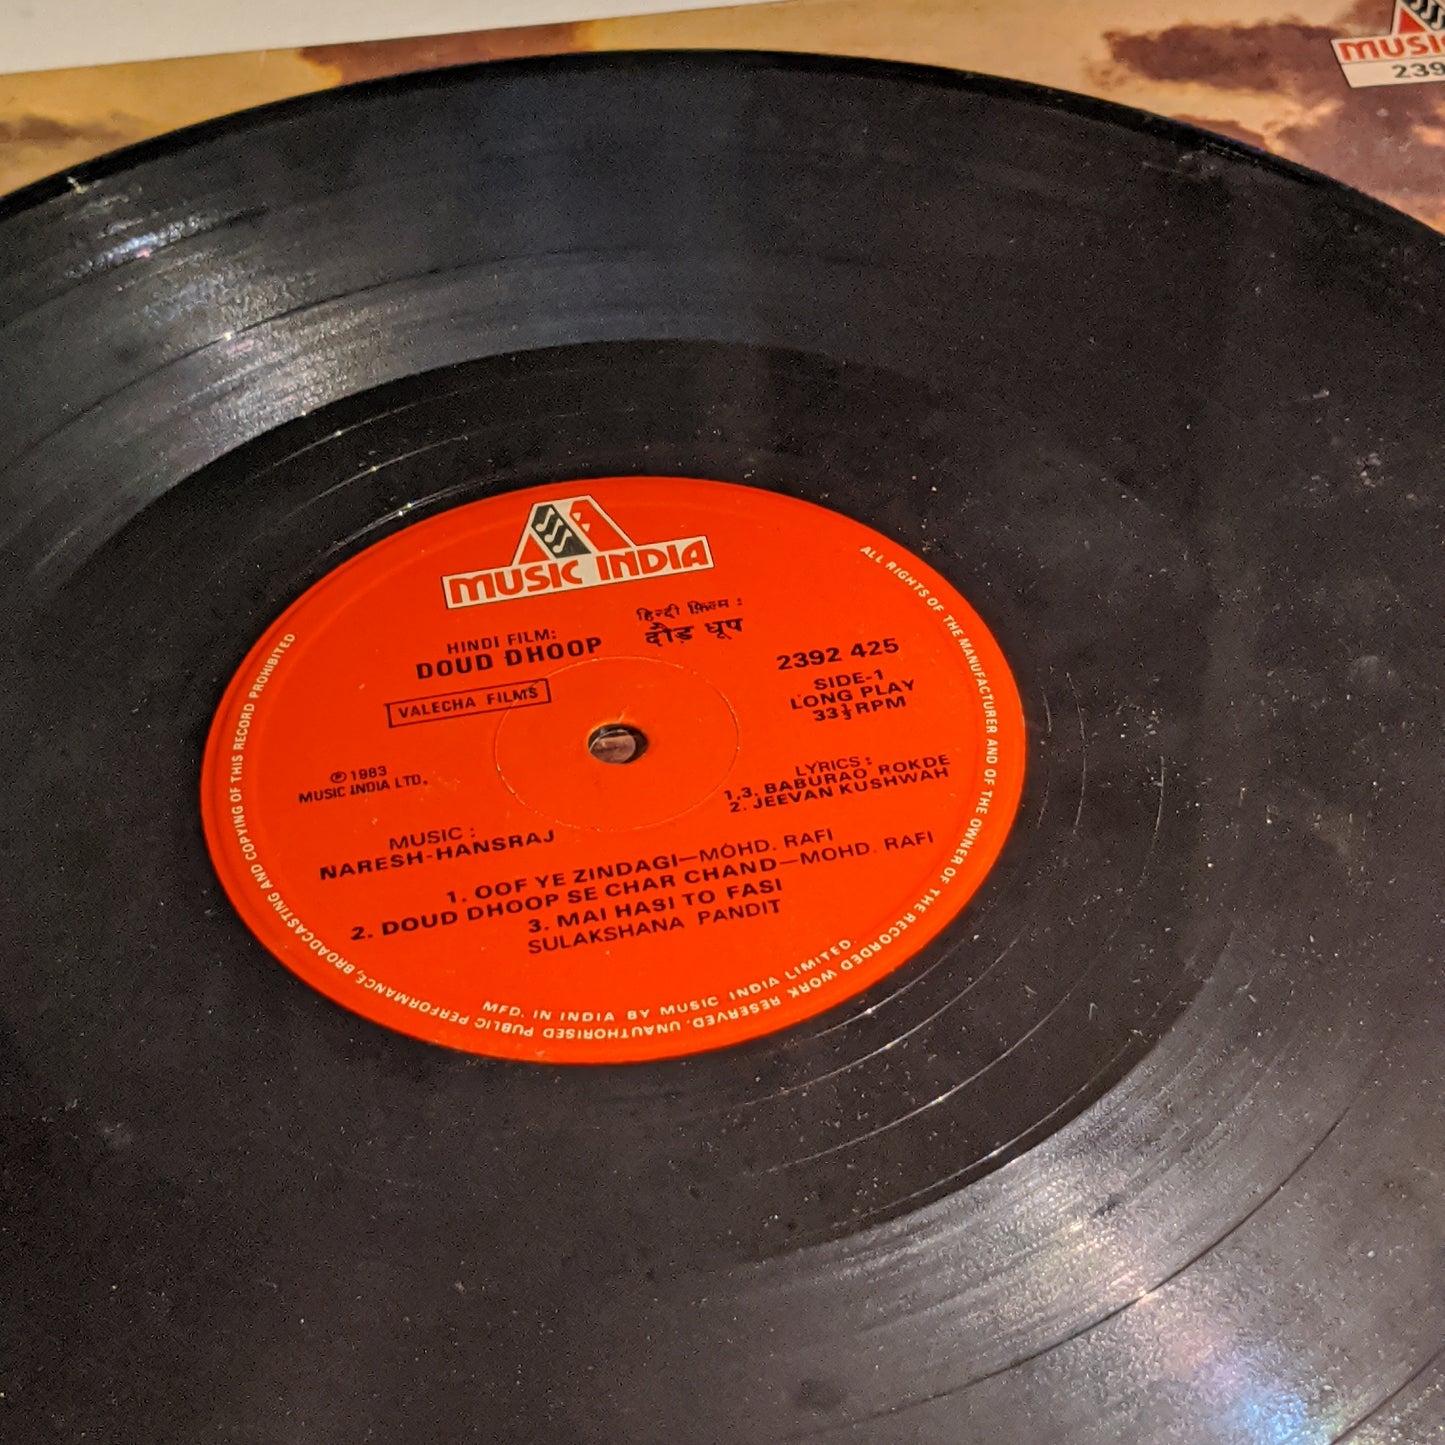 MUSIC
239
MUSIC INDIA
HINDI FILM:
DOUD DHOOP
हिन्दी फ़िल्म :
दौड़ धूप
VALECHA FILMS
2392 425
SIDE-1
LONG PLAY
33⅓ RPM
℗ 1983
MUSIC INDIA LTD.
LYRICS :
1,3. BABURAO ROKDE
2. JEEVAN KUSHWAH
MUSIC :
NARESH-HANSRAJ
1. OOF YE ZINDAGI—MOHD. RAFI
2. DOUD DHOOP SE CHAR CHAND—MOHD. RAFI
3. MAI HASI TO FASI
SULAKSHANA PANDIT
MFD. IN INDIA BY MUSIC INDIA LIMITED.
ALL RIGHTS OF THE MANUFACTURER AND OF THE OWNER OF THE RECORDED WORK RESERVED. UNAUTHORISED PUBLIC PERFORMANCE, BROADCASTING AND COPYING OF THIS RECORD PROHIBITED